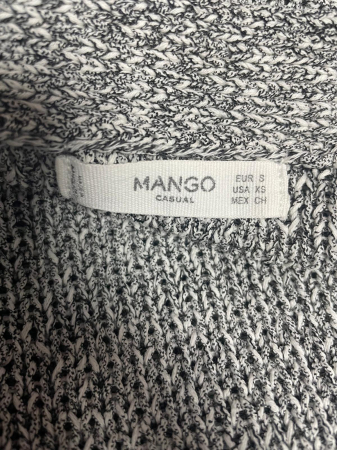 MANGO
CASUAL
EUR S
USA XS
MEX CH